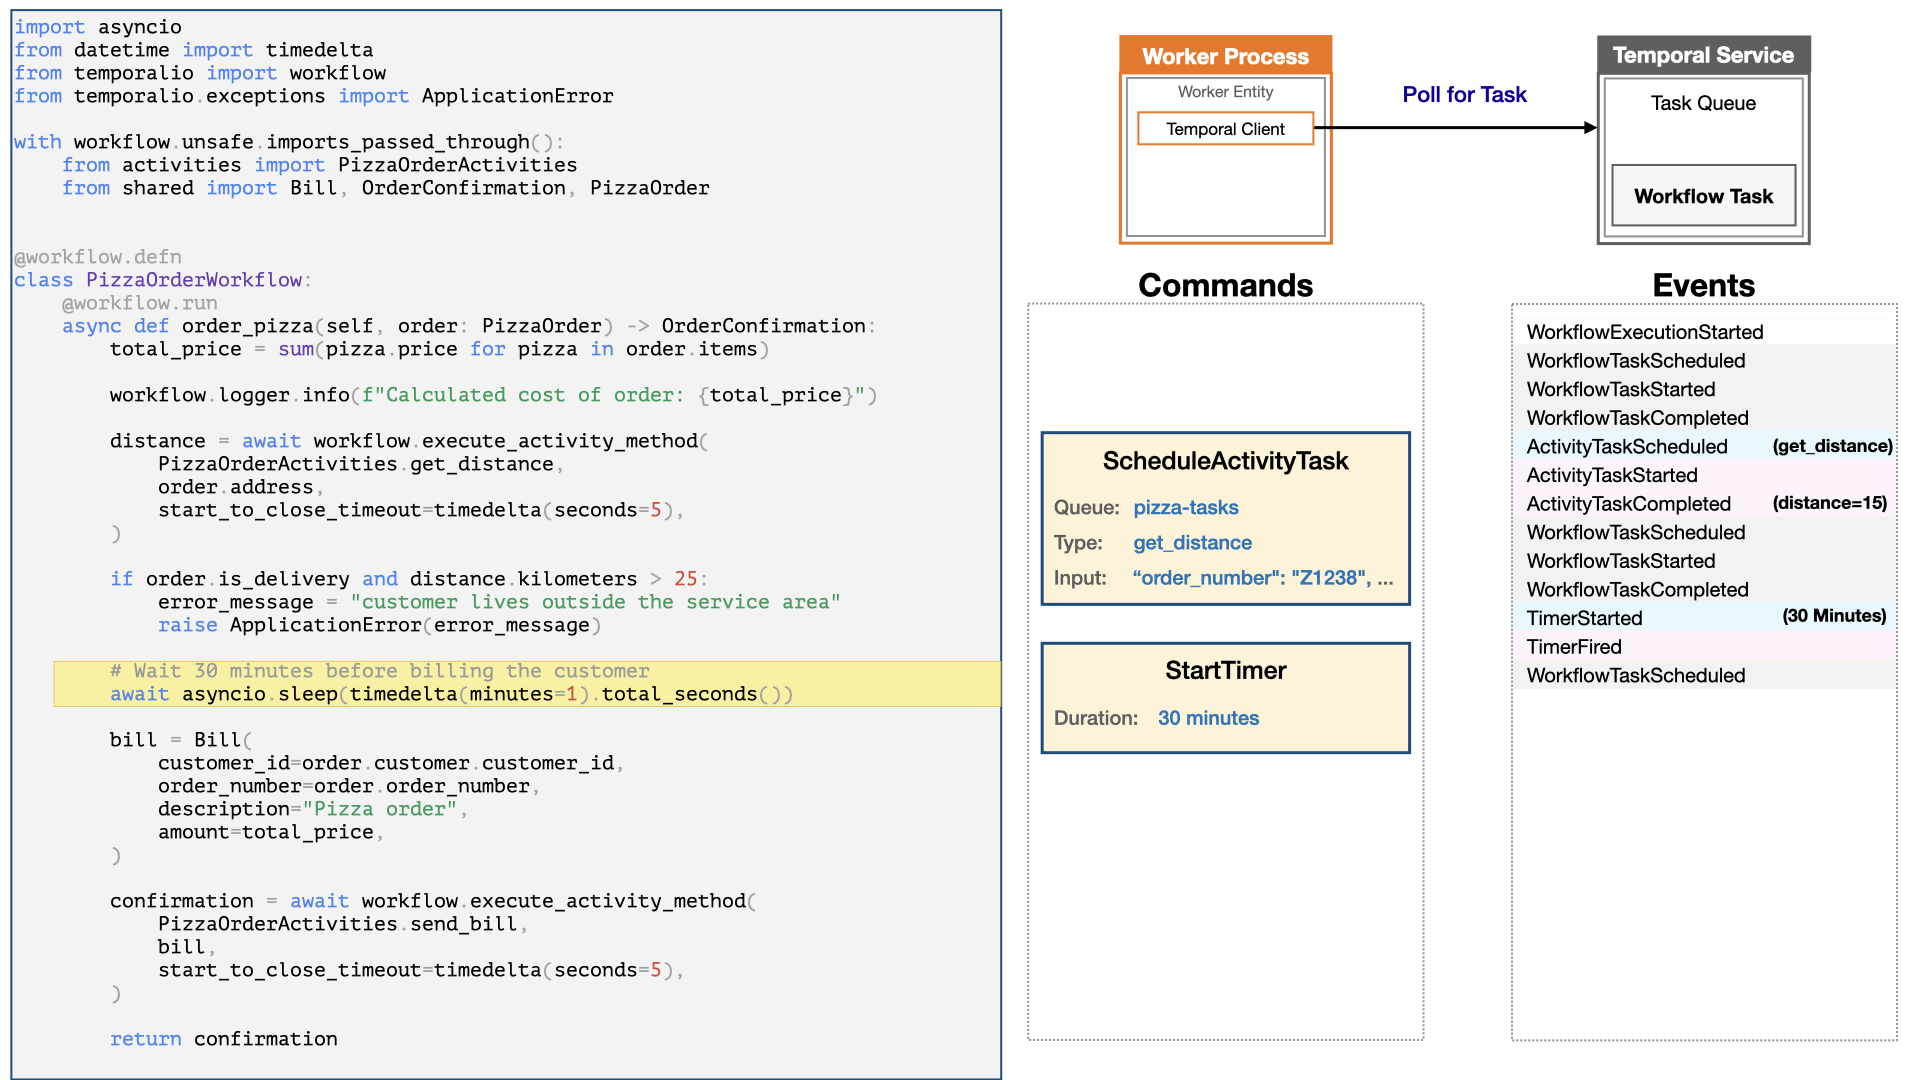 import asyncio
from datetime import timedelta
from temporalio import workflow
from temporalio.exceptions import ApplicationError
with workflow.unsafe.imports_passed_through():
    from activities import PizzaOrderActivities
    from shared import Bill, OrderConfirmation, PizzaOrder
@workflow.defn
class PizzaOrderWorkflow:
    @workflow.run
    async def order_pizza(self, order: PizzaOrder) -> OrderConfirmation:
        total_price = sum(pizza.price for pizza in order.items)
        workflow.logger.info(f"Calculated cost of order: {total_price}")
        distance = await workflow.execute_activity_method(
            PizzaOrderActivities.get_distance,
            order.address,
            start_to_close_timeout=timedelta(seconds=5),
        )
        if order.is_delivery and distance.kilometers > 25:
            error_message = "customer lives outside the service area"
            raise ApplicationError(error_message)
        # Wait 30 minutes before billing the customer
        await asyncio.sleep(timedelta(minutes=1).total_seconds())
        bill = Bill(
            customer_id=order.customer.customer_id,
            order_number=order.order_number,
            description="Pizza order",
            amount=total_price,
        )
        confirmation = await workflow.execute_activity_method(
            PizzaOrderActivities.send_bill,
            bill,
            start_to_close_timeout=timedelta(seconds=5),
        )
        return confirmation
Worker Process
Worker Entity
Temporal Client
Poll for Task
Temporal Service
Task Queue
Workflow Task
Commands
ScheduleActivityTask
Queue: pizza-tasks
Type: get_distance
Input: “order_number": "Z1238", ...
StartTimer
Duration: 30 minutes
Events
WorkflowExecutionStarted
WorkflowTaskScheduled
WorkflowTaskStarted
WorkflowTaskCompleted
ActivityTaskScheduled (get_distance)
ActivityTaskStarted
ActivityTaskCompleted (distance=15)
WorkflowTaskScheduled
WorkflowTaskStarted
WorkflowTaskCompleted
TimerStarted (30 Minutes)
TimerFired
WorkflowTaskScheduled